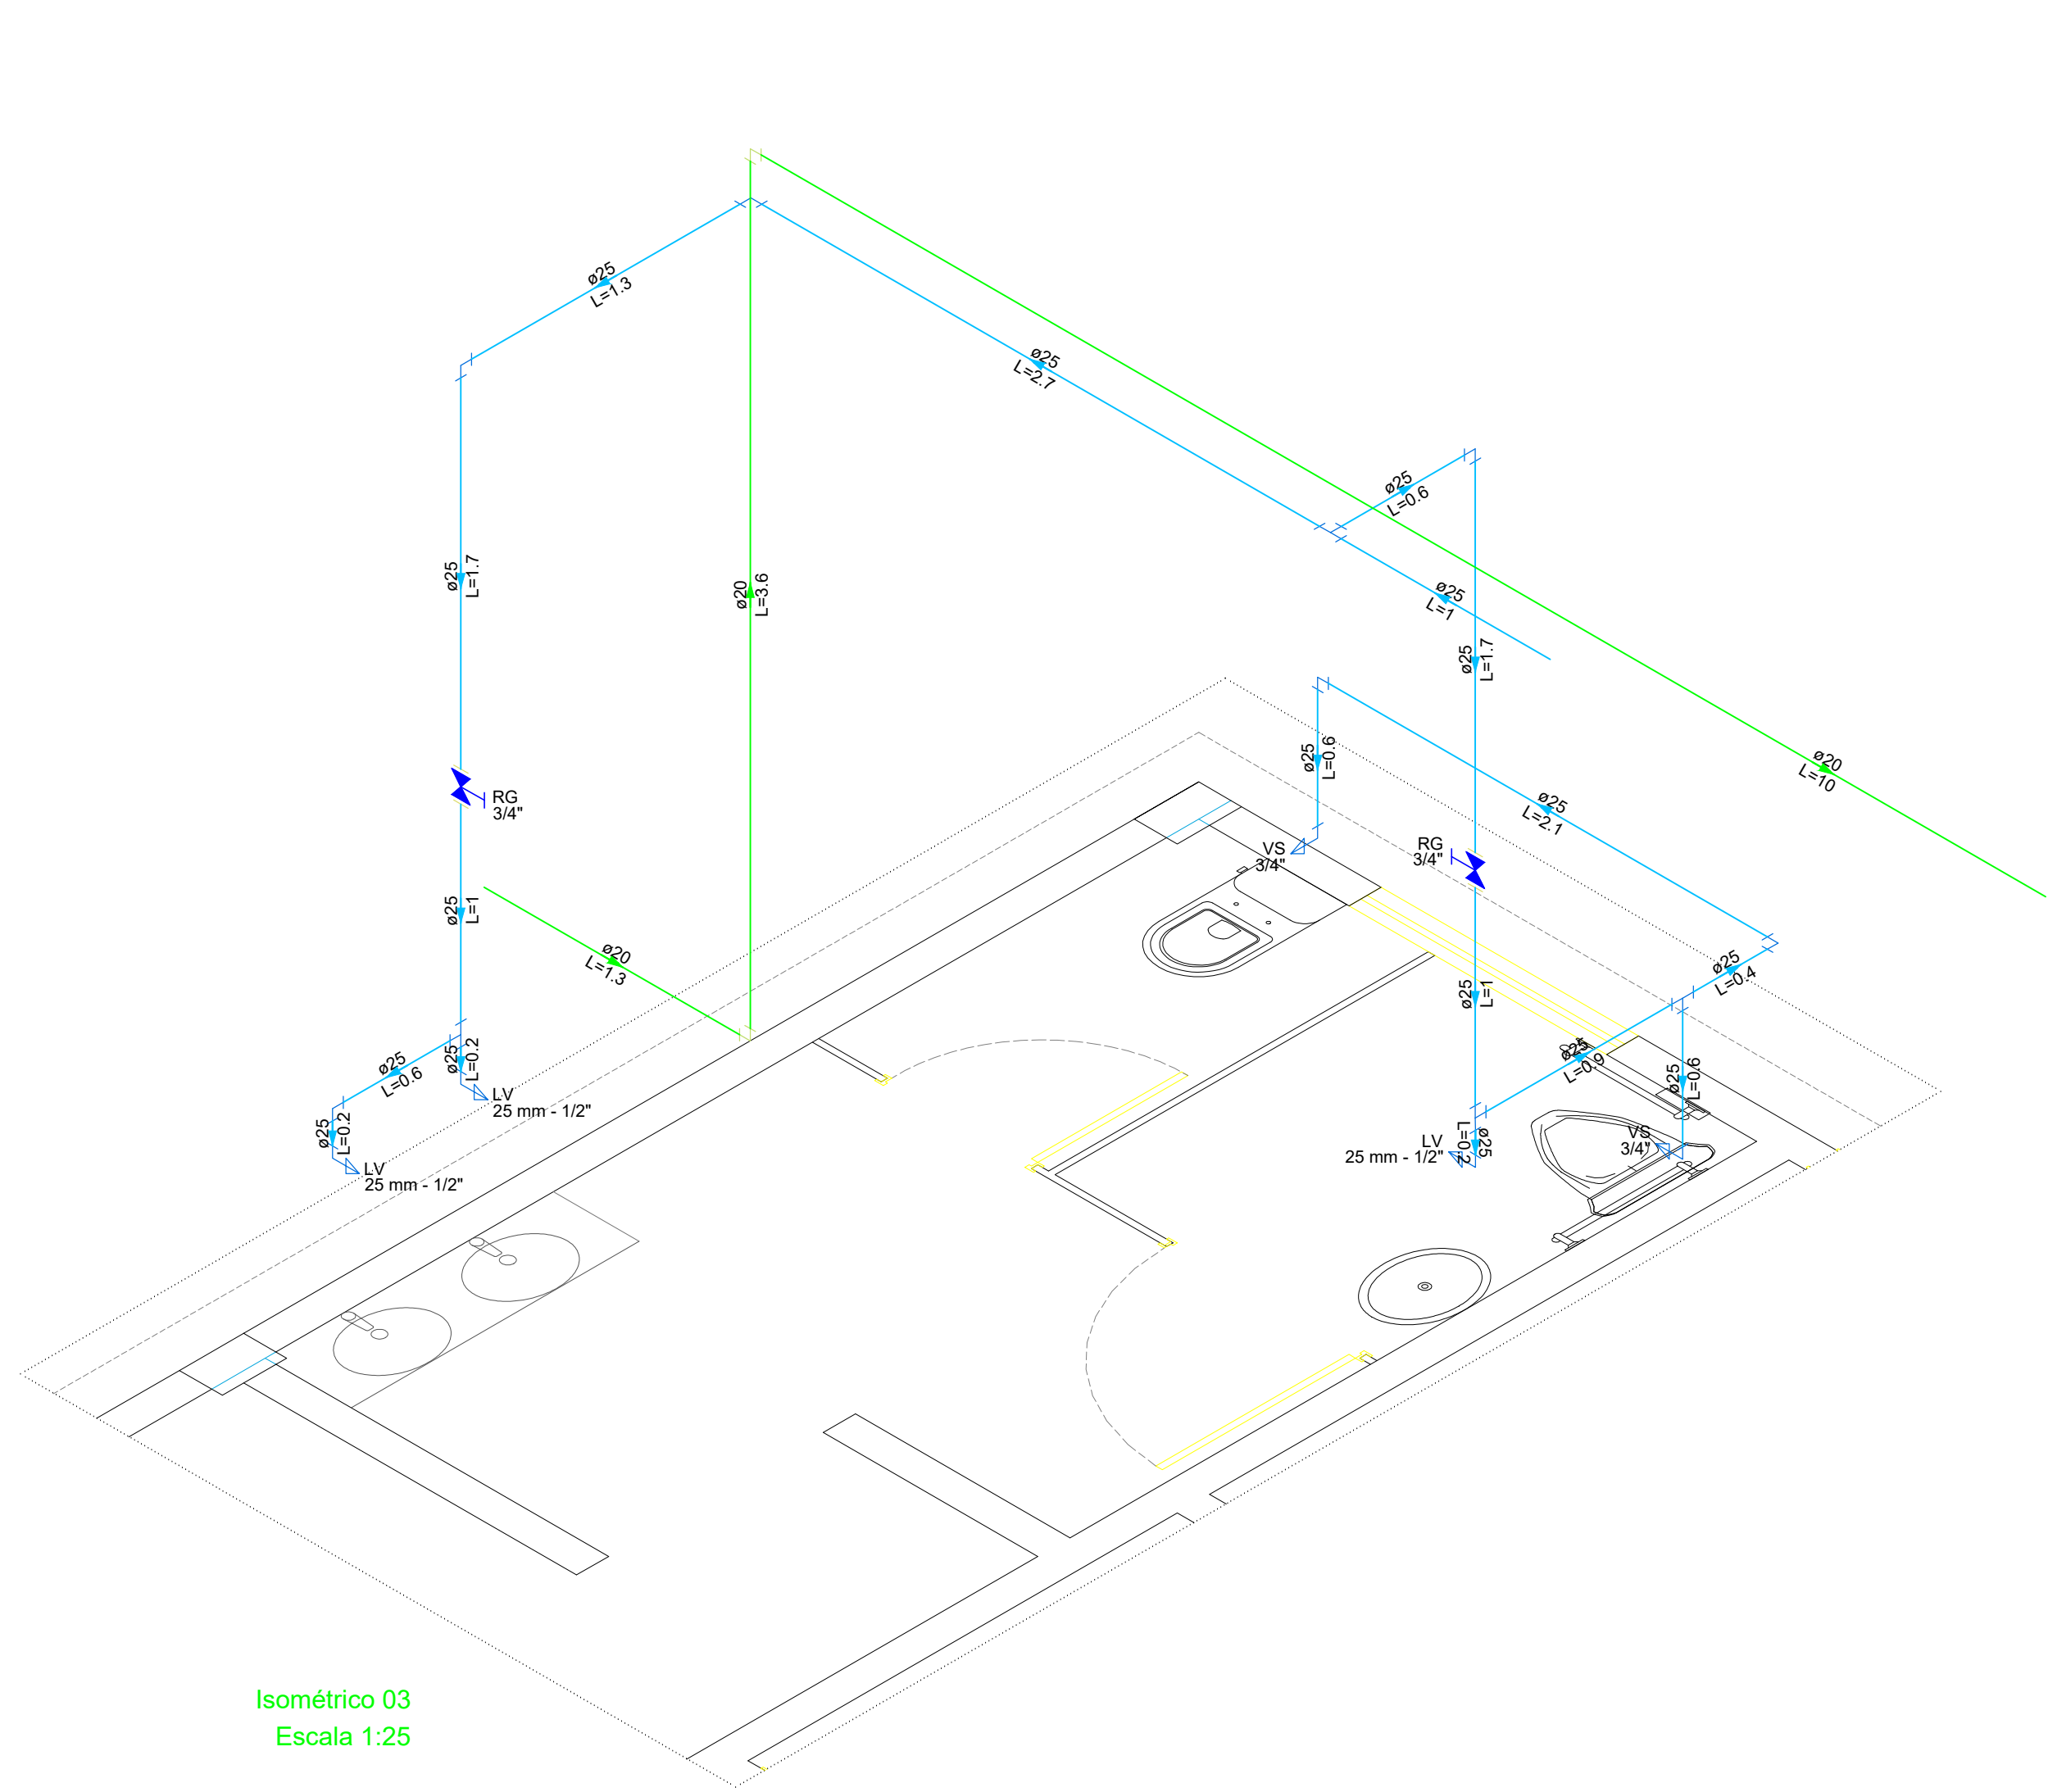 ø25
L=1.3
ø25
L=2.7
ø25
L=0.6
ø25
L=1.7
ø20
L=3.6
ø25
L=1
ø25
L=1.7
ø25
L=0.6
ø20
L=10
RG
3/4"
ø25
L=2.1
VS
3/4"
RG
3/4"
ø25
L=1
ø20
L=1.3
ø25
L=1
ø25
L=0.4
ø25
L=0.6
ø25
L=0.2
ø25
L=0.9
ø25
L=0.6
LV
25 mm - 1/2"
ø25
L=0.2
LV
25 mm - 1/2"
LV
25 mm - 1/2"
L=0.2
ø25
VS
3/4"
Isométrico 03
Escala 1:25